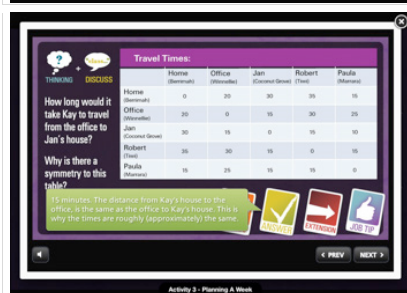 Travel Times:
THINKING + DISCUSS
Home Office Jan Robert Paula
(Berrimah) (Winnellie) (Coconut Grove) (Tiwi) (Marrara)
Home 0 20 30 35 15
(Berrimah)
Office 20 0 15 30 25
(Winnellie)
Jan 30 15 0 15 10
(Coconut Grove)
Robert 35 30 15 0 15
(Tiwi)
Paula 15 25 15 15 0
(Marrara)
How long would it
take Kay to travel
from the office to
Jan's house?
Why is there a
symmetry to this
table?
15 minutes. The distance from Kay's house to the
office, is the same as the office to Kay's house. This is
why the times are roughly (approximately) the same.
ANSWER
EXTENSION
JOB TIP
< PREV
NEXT >
Activity 3 - Planning A Week